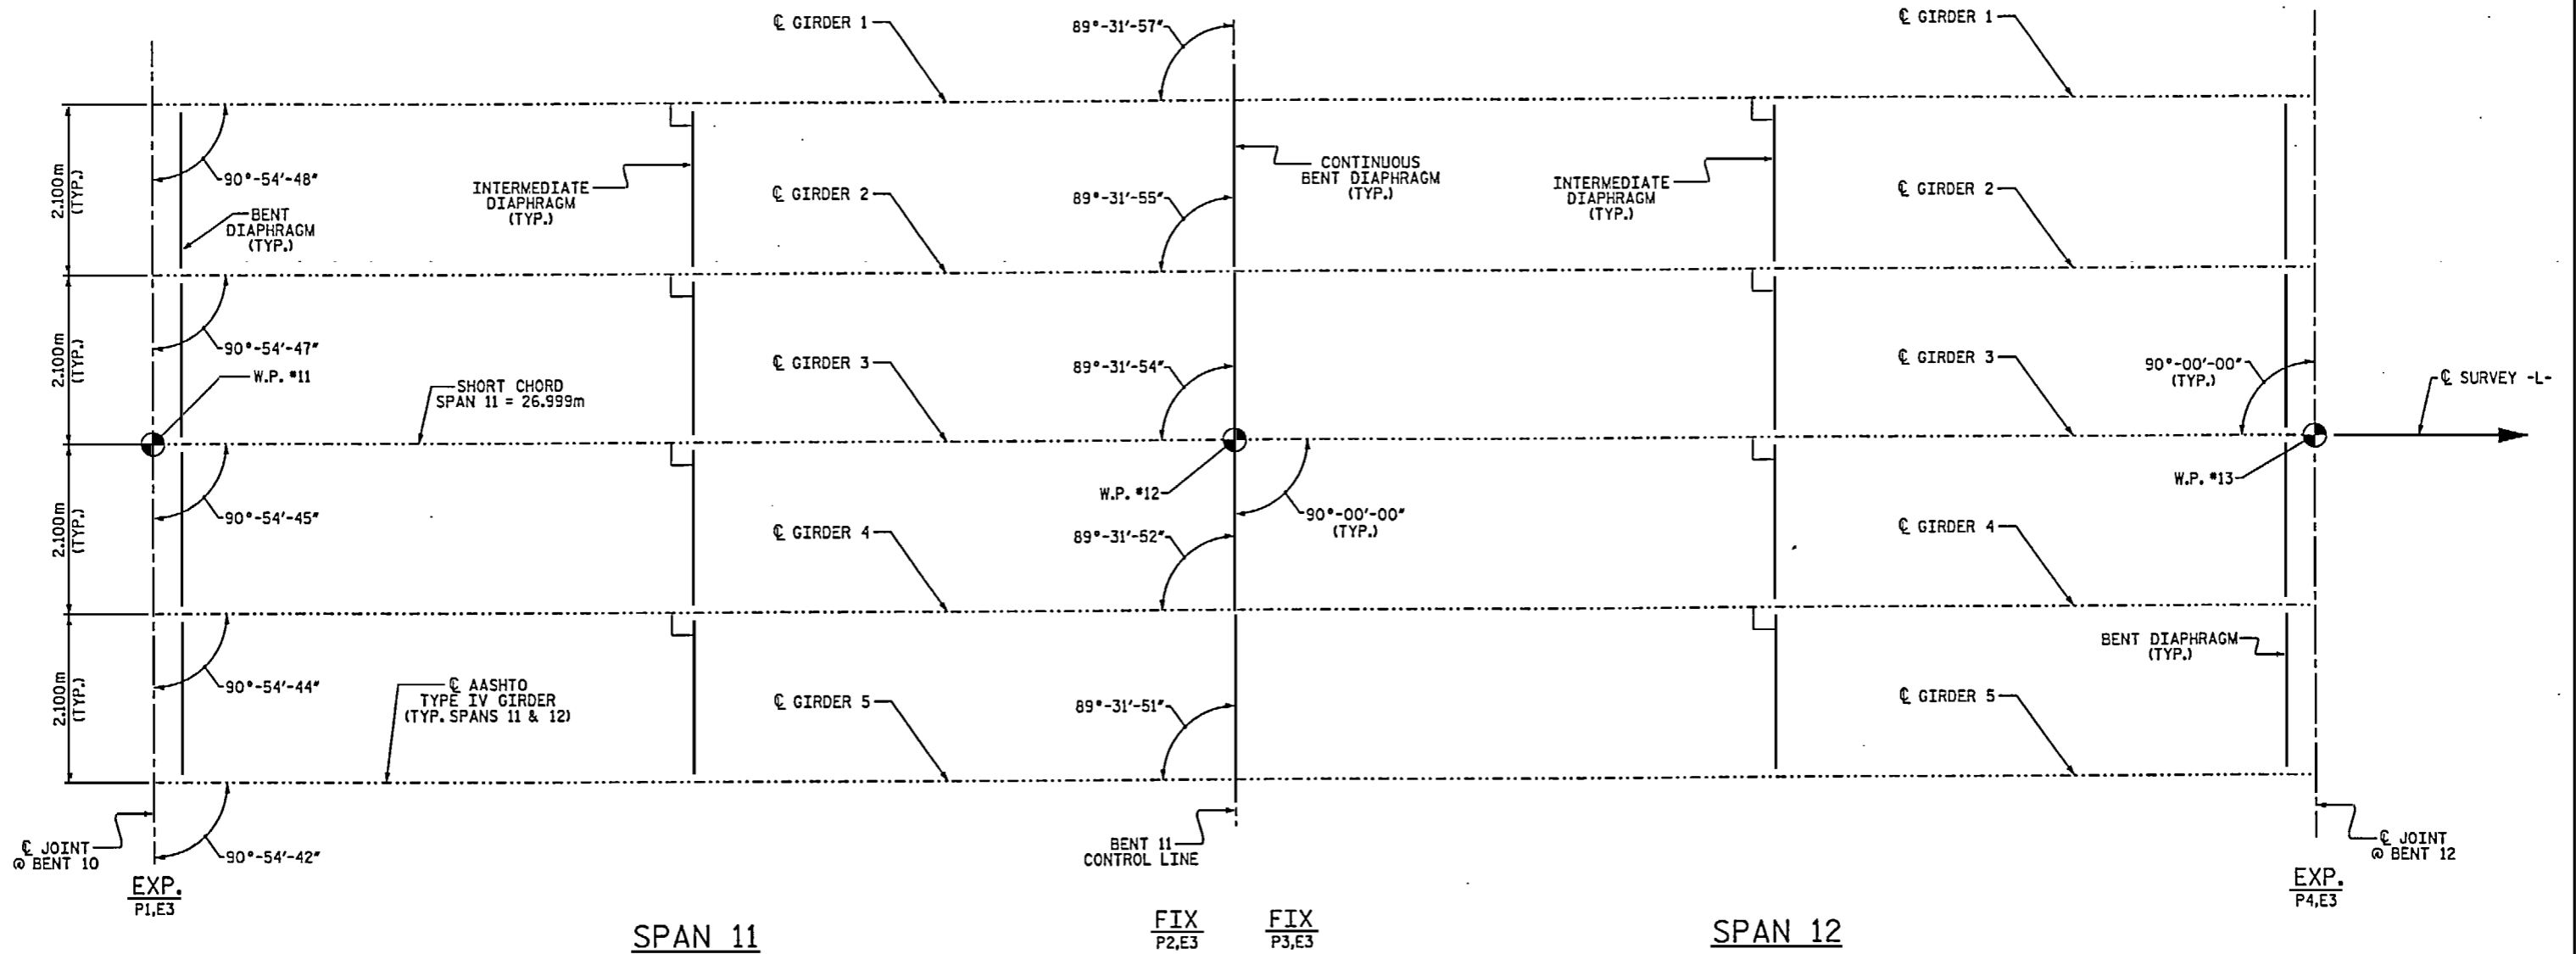 ℄ GIRDER 1
89°-31'-57"
℄ GIRDER 1
2.100m
(TYP.)
90°-54'-48"
BENT
DIAPHRAGM
(TYP.)
INTERMEDIATE
DIAPHRAGM
(TYP.)
℄ GIRDER 2
89°-31'-55"
CONTINUOUS
BENT DIAPHRAGM
(TYP.)
INTERMEDIATE
DIAPHRAGM
(TYP.)
℄ GIRDER 2
2.100m
(TYP.)
90°-54'-47"
W.P. #11
SHORT CHORD
SPAN 11 = 26.999m
℄ GIRDER 3
89°-31'-54"
℄ GIRDER 3
90°-00'-00"
(TYP.)
℄ SURVEY -L-
2.100m
(TYP.)
90°-54'-45"
W.P. #12
90°-00'-00"
(TYP.)
W.P. #13
℄ GIRDER 4
89°-31'-52"
℄ GIRDER 4
2.100m
(TYP.)
90°-54'-44"
℄ AASHTO
TYPE IV GIRDER
(TYP. SPANS 11 & 12)
℄ GIRDER 5
89°-31'-51"
℄ GIRDER 5
BENT DIAPHRAGM
(TYP.)
℄ JOINT
@ BENT 10
90°-54'-42"
BENT 11
CONTROL LINE
℄ JOINT
@ BENT 12
EXP.
P1,E3
SPAN 11
FIX
P2,E3
FIX
P3,E3
SPAN 12
EXP.
P4,E3